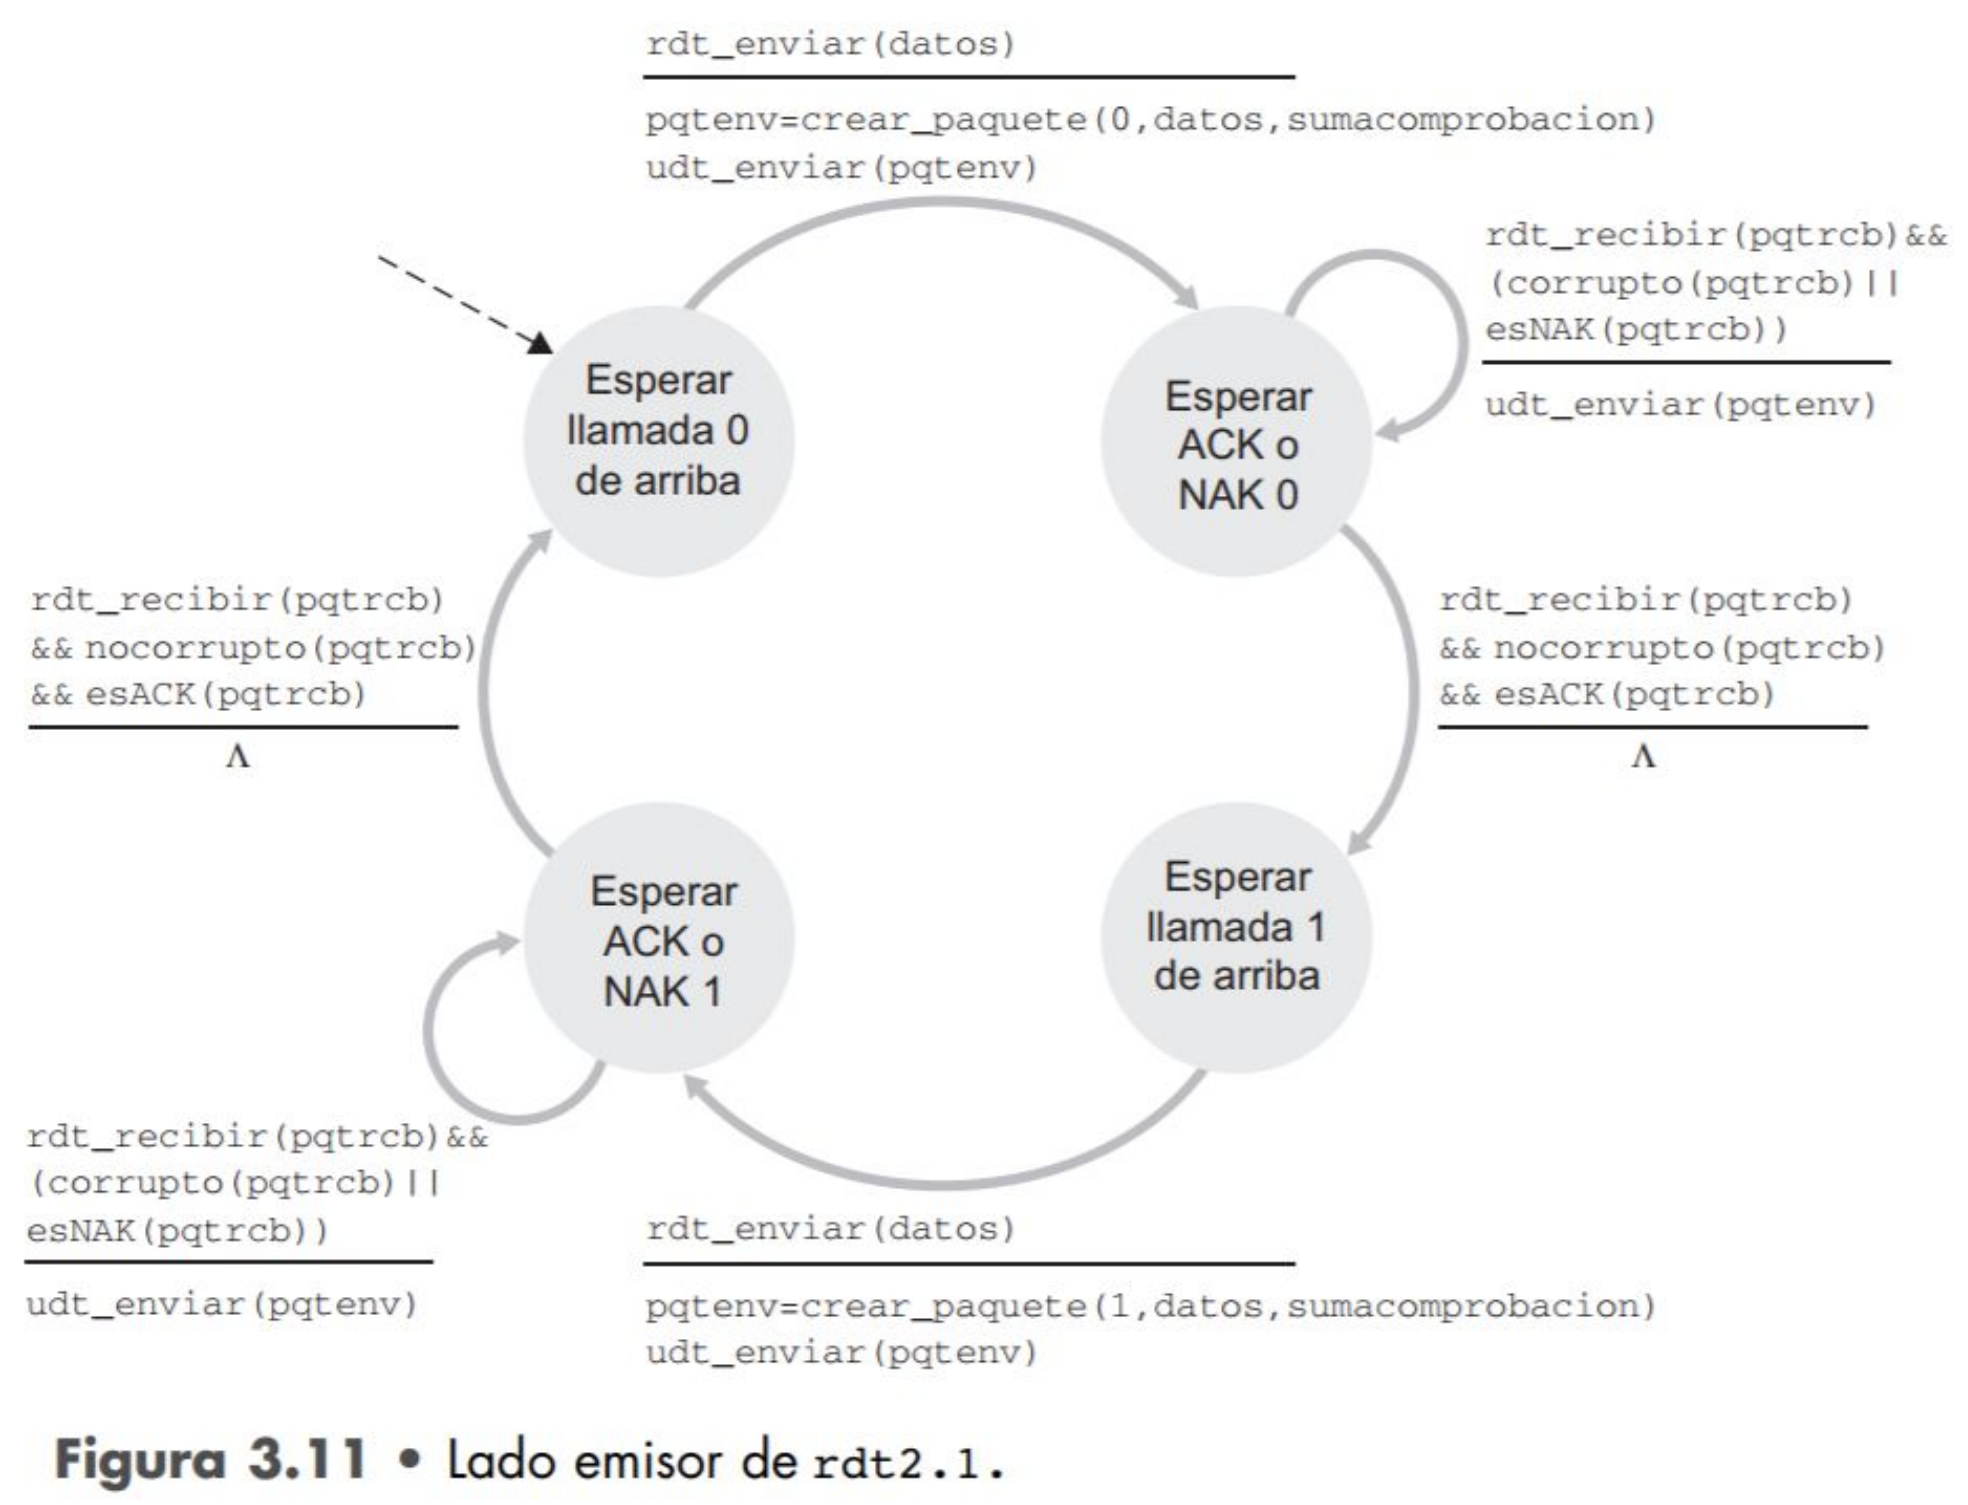 rdt_enviar(datos)
pqtenv=crear_paquete(0,datos,sumacomprobacion)
udt_enviar(pqtenv)
rdt_recibir(pqtrcb)&&
(corrupto(pqtrcb)||
esNAK(pqtrcb))
udt_enviar(pqtenv)
Esperar
llamada 0
de arriba
Esperar
ACK o
NAK 0
rdt_recibir(pqtrcb)
&& nocorrupto(pqtrcb)
&& esACK(pqtrcb)
Λ
rdt_recibir(pqtrcb)
&& nocorrupto(pqtrcb)
&& esACK(pqtrcb)
Λ
Esperar
ACK o
NAK 1
Esperar
llamada 1
de arriba
rdt_recibir(pqtrcb)&&
(corrupto(pqtrcb)||
esNAK(pqtrcb))
udt_enviar(pqtenv)
rdt_enviar(datos)
pqtenv=crear_paquete(1,datos,sumacomprobacion)
udt_enviar(pqtenv)
Figura 3.11 • Lado emisor de rdt2.1.